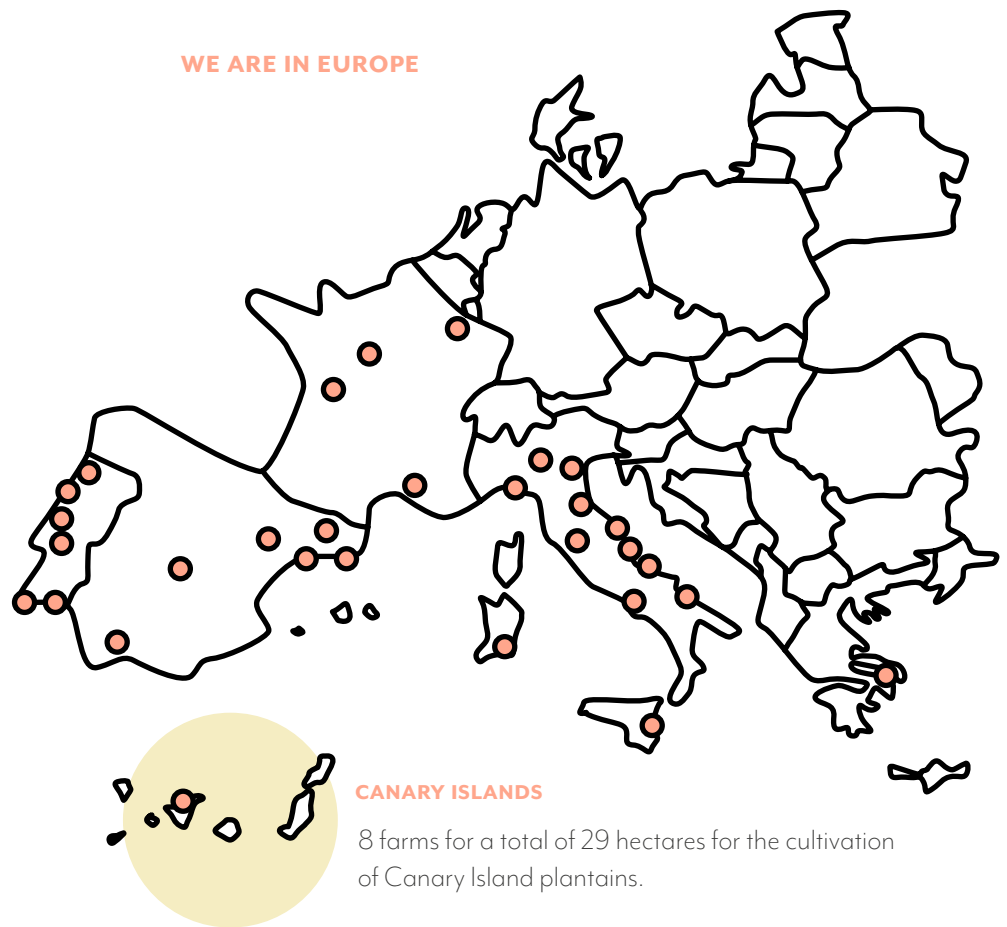 WE ARE IN EUROPE
CANARY ISLANDS
8 farms for a total of 29 hectares for the cultivation
of Canary Island plantains.